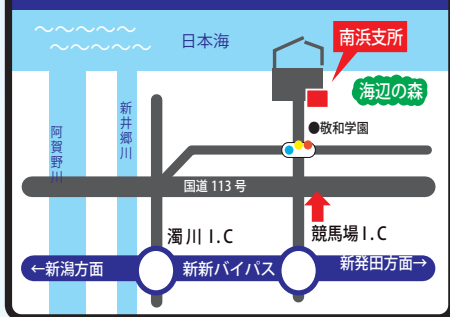 日本海
南浜支所
海辺の森
新井郷川
阿賀野川
●敬和学園
国道113号
濁川I.C
競馬場I.C
←新潟方面
新新バイパス
新発田方面→